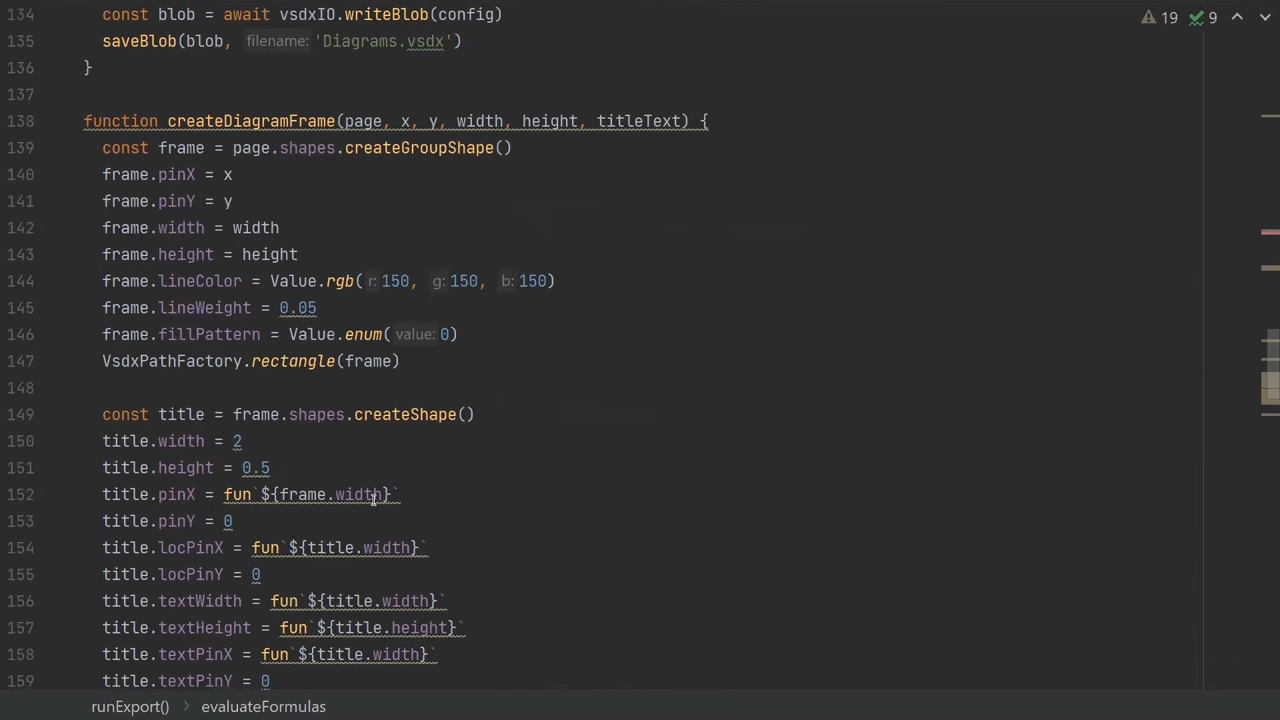 134 const blob = await vsdxIO.writeBlob(config)
19 9
135 saveBlob(blob, filename: 'Diagrams.vsdx')
136 }
137
138 function createDiagramFrame(page, x, y, width, height, titleText) {
139 const frame = page.shapes.createGroupShape()
140 frame.pinX = x
141 frame.pinY = y
142 frame.width = width
143 frame.height = height
144 frame.lineColor = Value.rgb( r: 150, g: 150, b: 150)
145 frame.lineWeight = 0.05
146 frame.fillPattern = Value.enum( value: 0)
147 VsdxPathFactory.rectangle(frame)
148
149 const title = frame.shapes.createShape()
150 title.width = 2
151 title.height = 0.5
152 title.pinX = fun`${frame.width}`
153 title.pinY = 0
154 title.locPinX = fun`${title.width}`
155 title.locPinY = 0
156 title.textWidth = fun`${title.width}`
157 title.textHeight = fun`${title.height}`
158 title.textPinX = fun`${title.width}`
159 title.textPinY = 0
runExport() > evaluateFormulas